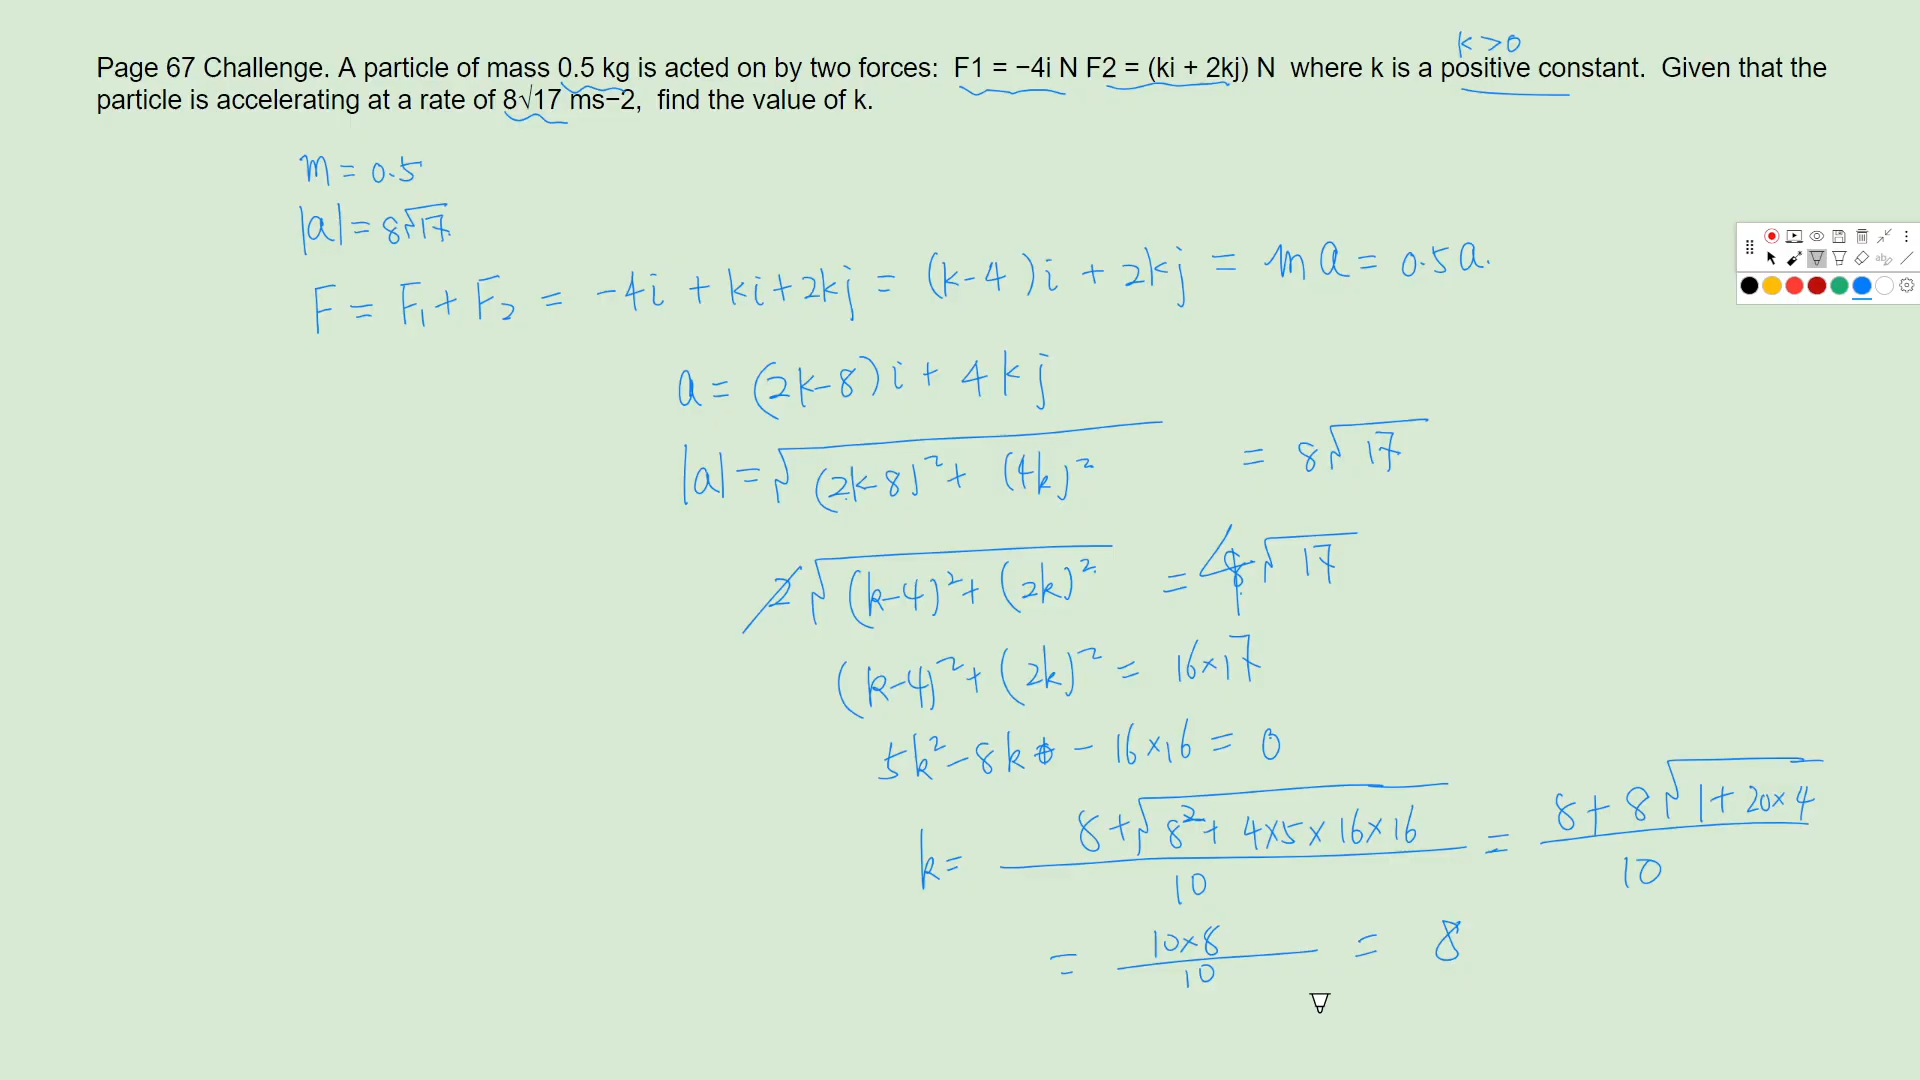 k>0
Page 67 Challenge. A particle of mass 0.5 kg is acted on by two forces: F1 = −4i N F2 = (ki + 2kj) N where k is a positive constant. Given that the
particle is accelerating at a rate of 8√17 ms−2, find the value of k.
m = 0.5
|a| = 8√17
F = F₁ + F₂ = -4i + ki + 2kj = (k-4)i + 2kj = ma = 0.5a.
a = (2k-8)i + 4kj
|a| = √(2k-8)² + (4k)² = 8√17
2√(k-4)² + (2k)² = 8 4 √17
(k-4)² + (2k)² = 16×17
5k² - 8k - 16×16 = 0
k = 8+√8²+4×5×16×16 / 10 = 8+8√1+20×4 / 10
= 10×8 / 10 = 8